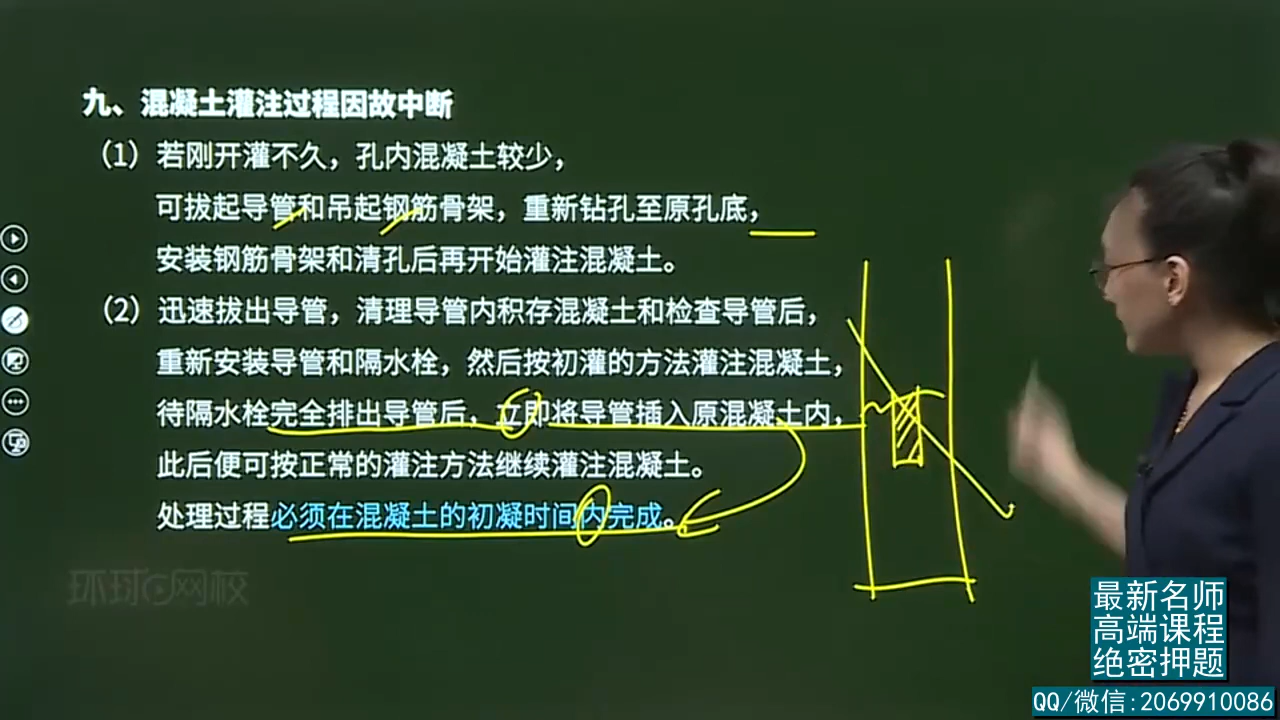 九、混凝土灌注过程因故中断
（1）若刚开灌不久，孔内混凝土较少，
可拔起导管和吊起钢筋骨架，重新钻孔至原孔底，
安装钢筋骨架和清孔后再开始灌注混凝土。
（2）迅速拔出导管，清理导管内积存混凝土和检查导管后，
重新安装导管和隔水栓，然后按初灌的方法灌注混凝土，
待隔水栓完全排出导管后，立即将导管插入原混凝土内，
此后便可按正常的灌注方法继续灌注混凝土。
处理过程必须在混凝土的初凝时间内完成。
环球网校
最新名师
高端课程
绝密押题
QQ/微信:2069910086